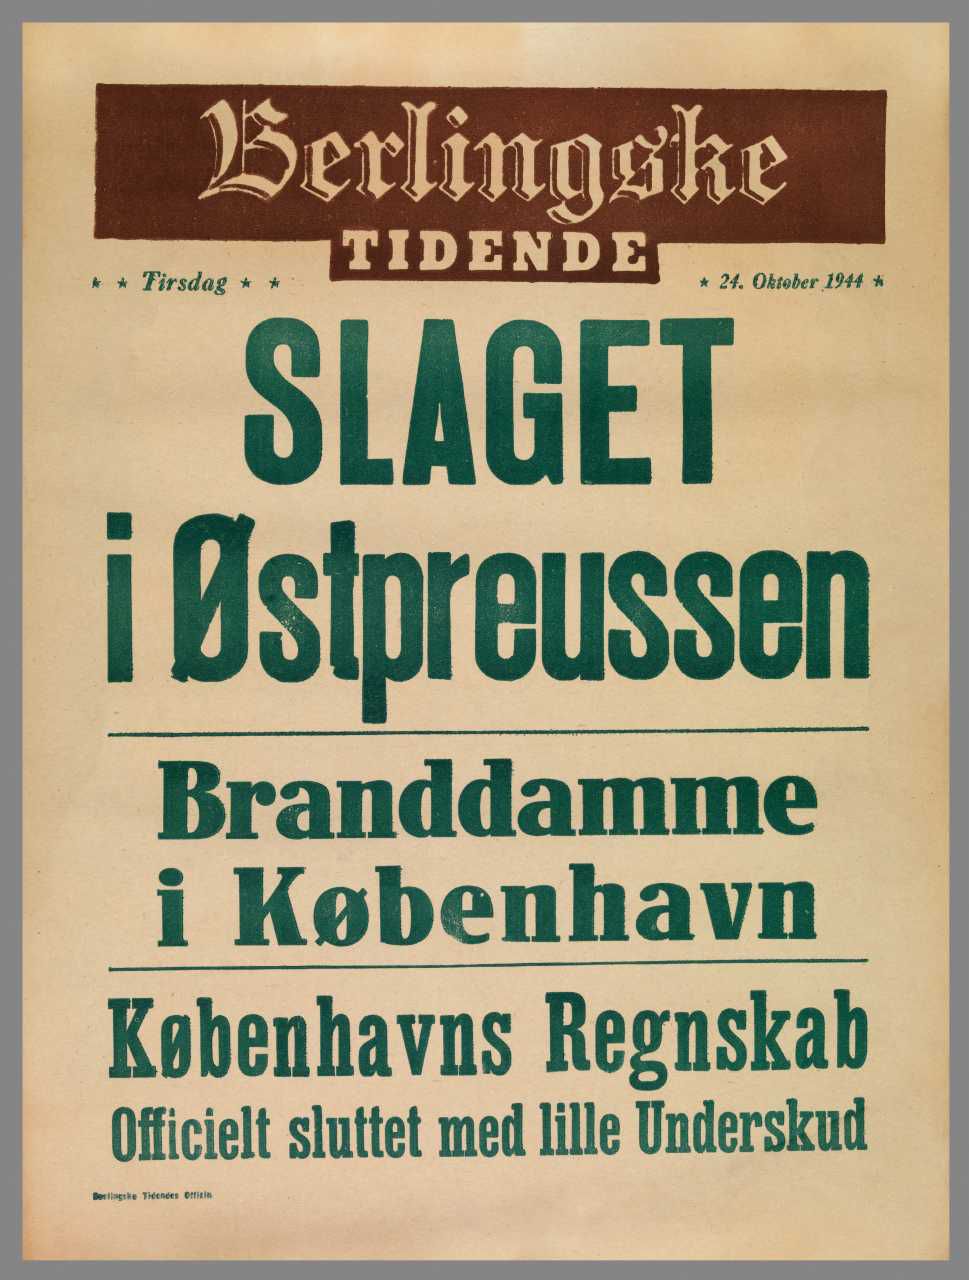 Berlingske
TIDENDE
* * Tirsdag * *
* 24. Oktober 1944 *
SLAGET
i Østpreussen
Branddamme
i København
Københavns Regnskab
Officielt sluttet med lille Underskud
Berlingske Tidendes Officin